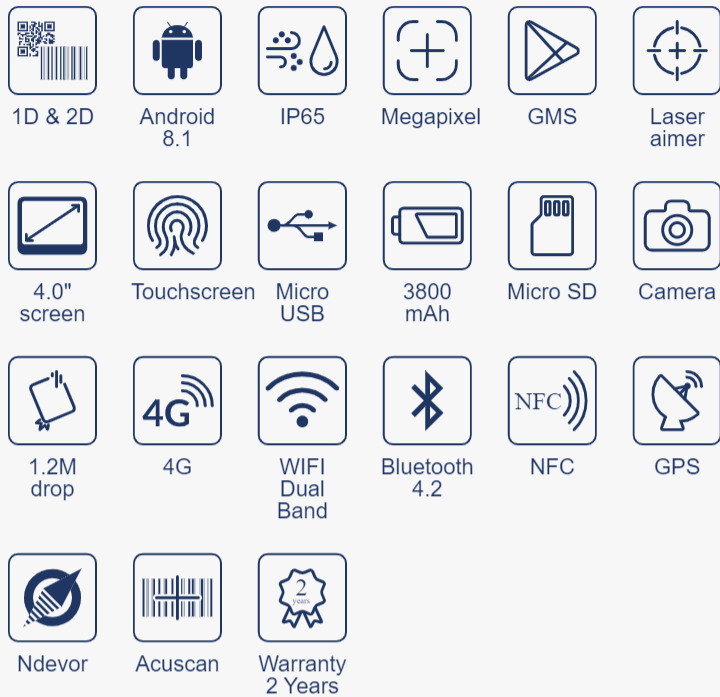 1D & 2D
Android
8.1
IP65
Megapixel
GMS
Laser
aimer
4.0"
screen
Touchscreen
Micro
USB
3800
mAh
Micro SD
Camera
1.2M
drop
4G
4G
WIFI
Dual
Band
Bluetooth
4.2
NFC
NFC
GPS
Ndevor
Acuscan
2
years
Warranty
2 Years